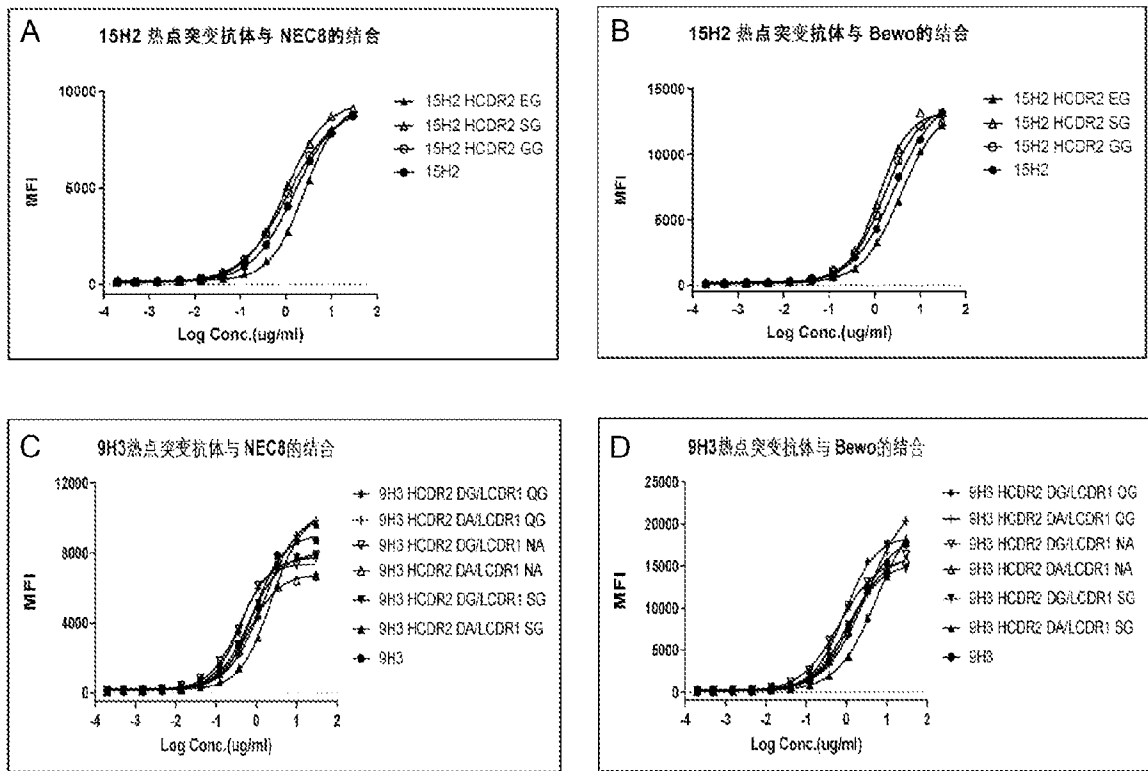 A
15H2 热点突变抗体与 NEC8的结合
10000
5000
0
MFI
-4 -3 -2 -1 0 1 2
Log Conc.(ug/ml)
15H2 HCDR2 EG
15H2 HCDR2 SG
15H2 HCDR2 GG
15H2
B
15H2 热点突变抗体与 Bewo的结合
15000
10000
5000
0
MFI
-4 -3 -2 -1 0 1 2
Log Conc.(ug/ml)
15H2 HCDR2 EG
15H2 HCDR2 SG
15H2 HCDR2 GG
15H2
C
9H3热点突变抗体与 NEC8的结合
12000
8000
4000
0
MFI
-4 -3 -2 -1 0 1 2
Log Conc.(ug/ml)
9H3 HCDR2 DG/LCDR1 QG
9H3 HCDR2 DA/LCDR1 QG
9H3 HCDR2 DG/LCDR1 NA
9H3 HCDR2 DA/LCDR1 NA
9H3 HCDR2 DG/LCDR1 SG
9H3 HCDR2 DA/LCDR1 SG
9H3
D
9H3热点突变抗体与 Bewo的结合
25000
20000
15000
10000
5000
0
MFI
-4 -3 -2 -1 0 1 2
Log Conc.(ug/ml)
9H3 HCDR2 DG/LCDR1 QG
9H3 HCDR2 DA/LCDR1 QG
9H3 HCDR2 DG/LCDR1 NA
9H3 HCDR2 DA/LCDR1 NA
9H3 HCDR2 DG/LCDR1 SG
9H3 HCDR2 DA/LCDR1 SG
9H3